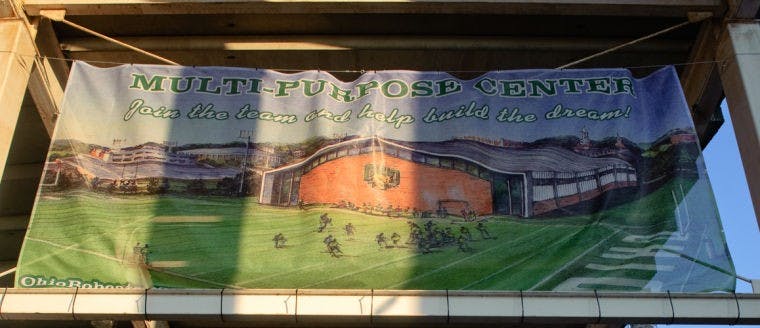 MULTI-PURPOSE CENTER
Join the team and help build the dream!